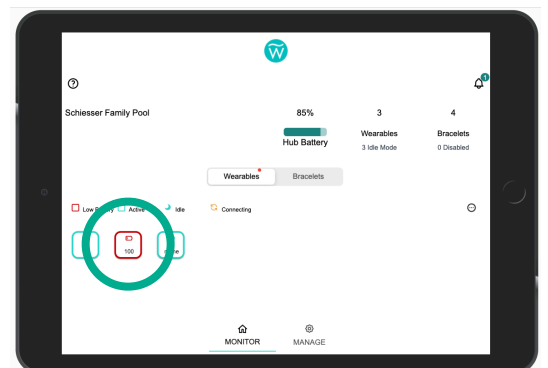 W
?
1
Schiesser Family Pool
85%
3
4
Hub Battery
Wearables
Bracelets
3 Idle Mode
0 Disabled
Wearables
Bracelets
Low
Active
Idle
Connecting
100
MONITOR
MANAGE